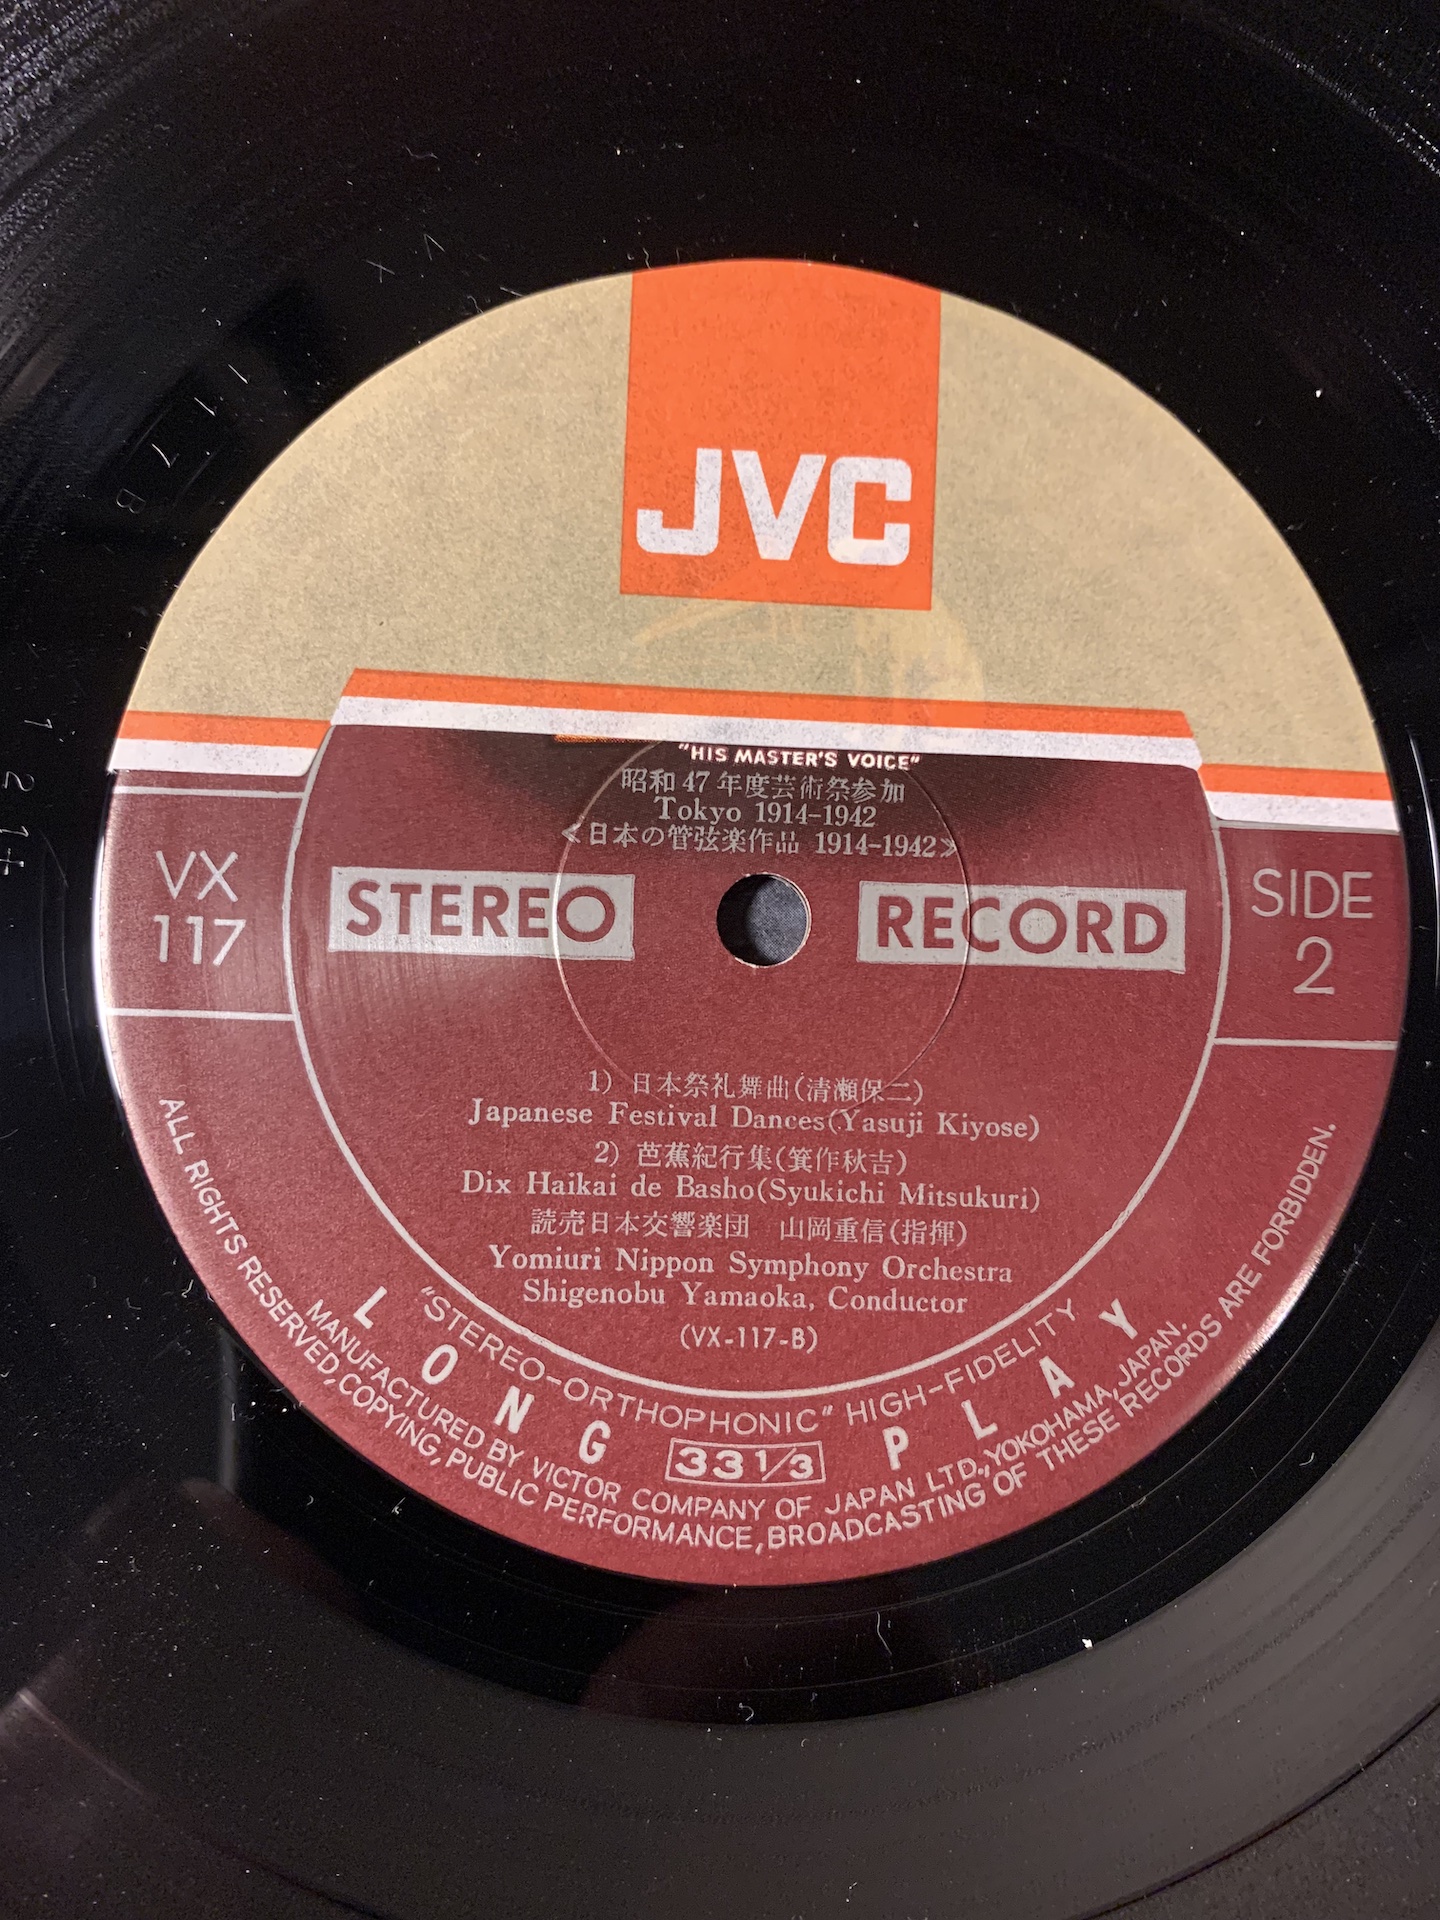 JVC
"HIS MASTER'S VOICE"
昭和47年度芸術祭参加
Tokyo 1914-1942
≪日本の管弦楽作品 1914-1942≫
VX
117
STEREO
RECORD
SIDE
2
1) 日本祭礼舞曲(清瀬保二)
Japanese Festival Dances(Yasuji Kiyose)
2) 芭蕉紀行集(箕作秋吉)
Dix Haikai de Basho(Syukichi Mitsukuri)
読売日本交響楽団 山岡重信(指揮)
Yomiuri Nippon Symphony Orchestra
Shigenobu Yamaoka, Conductor
(VX-117-B)
"STEREO-ORTHOPHONIC" HIGH-FIDELITY
LONG 33 1/3 PLAY
MANUFACTURED BY VICTOR COMPANY OF JAPAN LTD., YOKOHAMA, JAPAN.
ALL RIGHTS RESERVED, COPYING, PUBLIC PERFORMANCE, BROADCASTING OF THESE RECORDS ARE FORBIDDEN.